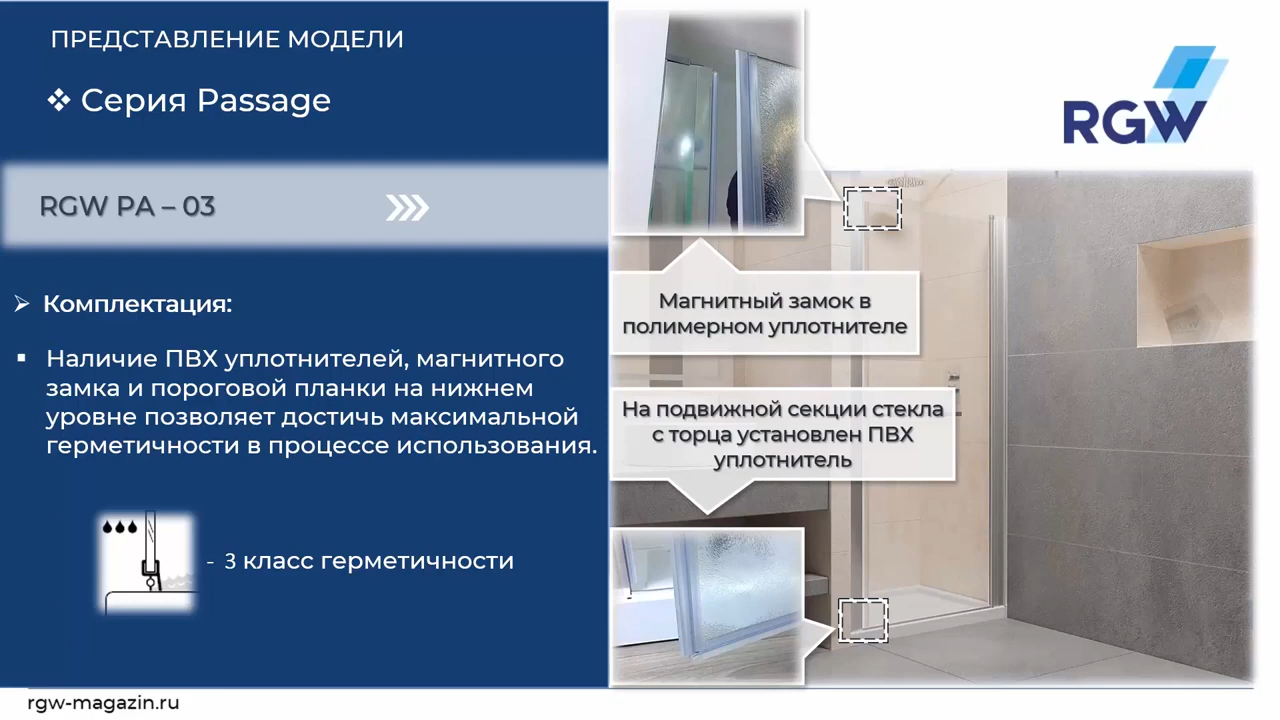 ПРЕДСТАВЛЕНИЕ МОДЕЛИ
❖ Серия Passage
RGW PA – 03
➢ Комплектация:
▪ Наличие ПВХ уплотнителей, магнитного
замка и пороговой планки на нижнем
уровне позволяет достичь максимальной
герметичности в процессе использования.
- 3 класс герметичности
RGW
Магнитный замок в
полимерном уплотнителе
На подвижной секции стекла
с торца установлен ПВХ
уплотнитель
rgw-magazin.ru